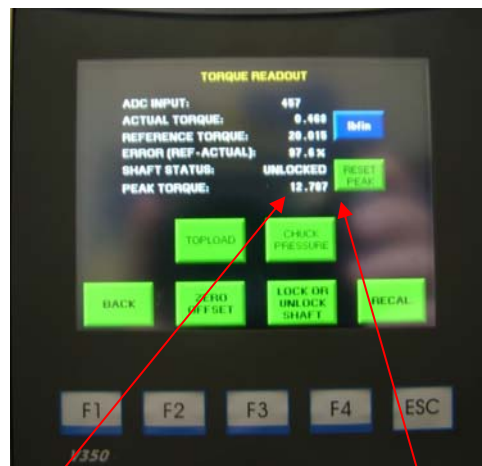 TORQUE READOUT
ADC INPUT: 457
ACTUAL TORQUE: 0.460
lbfin
REFERENCE TORQUE: 20.015
ERROR (REF-ACTUAL): 97.6%
SHAFT STATUS: UNLOCKED
RESET
PEAK
PEAK TORQUE: 12.787
TOPLOAD
CHUCK
PRESSURE
BACK
ZERO
OFFSET
LOCK OR
UNLOCK
SHAFT
RECAL
F1 F2 F3 F4 ESC
V350